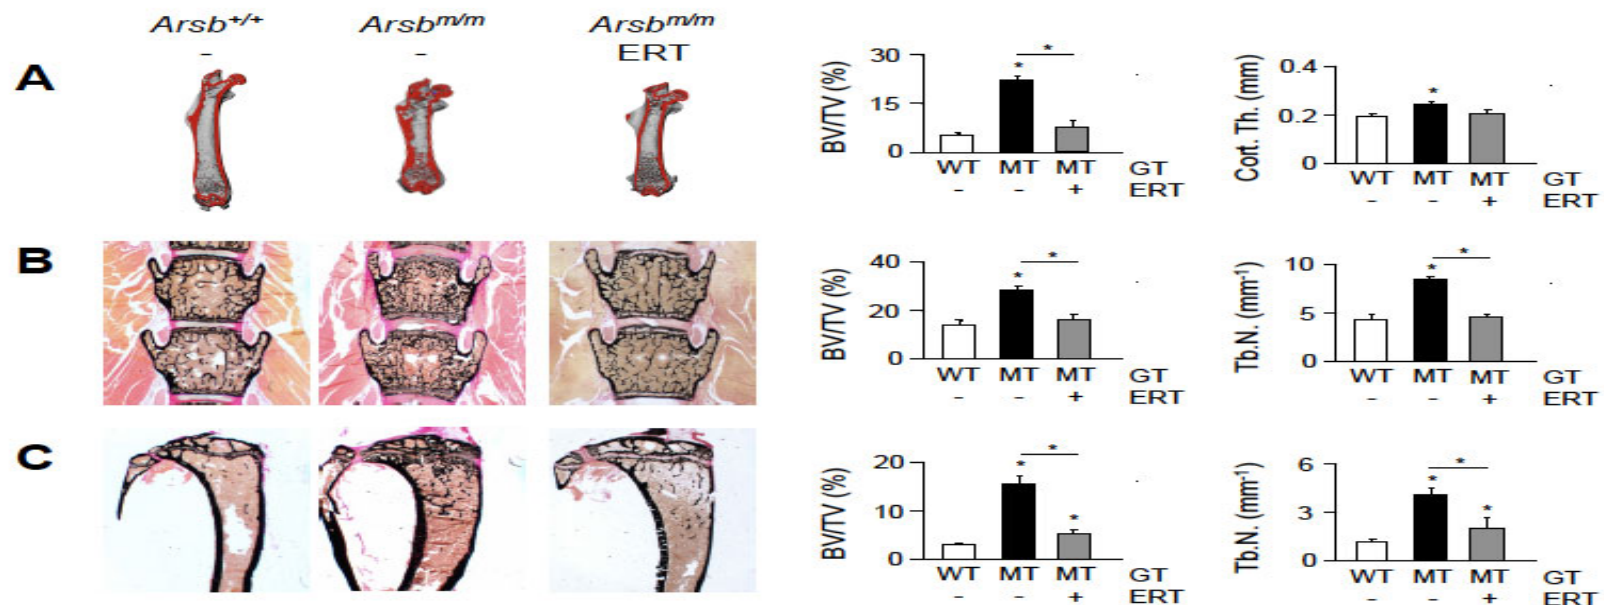 Arsb+/+ Arsbm/m Arsbm/m
- - ERT
A
BV/TV (%)
30
15
0
*
*
WT MT MT GT
- - + ERT
Cort. Th. (mm)
0.4
0.2
0
*
WT MT MT GT
- - + ERT
B
BV/TV (%)
40
20
0
*
*
WT MT MT GT
- - + ERT
Tb.N. (mm-1)
10
5
0
*
*
WT MT MT GT
- - + ERT
C
BV/TV (%)
20
10
0
*
*
*
WT MT MT GT
- - + ERT
Tb.N. (mm-1)
6
3
0
*
*
*
WT MT MT GT
- - + ERT